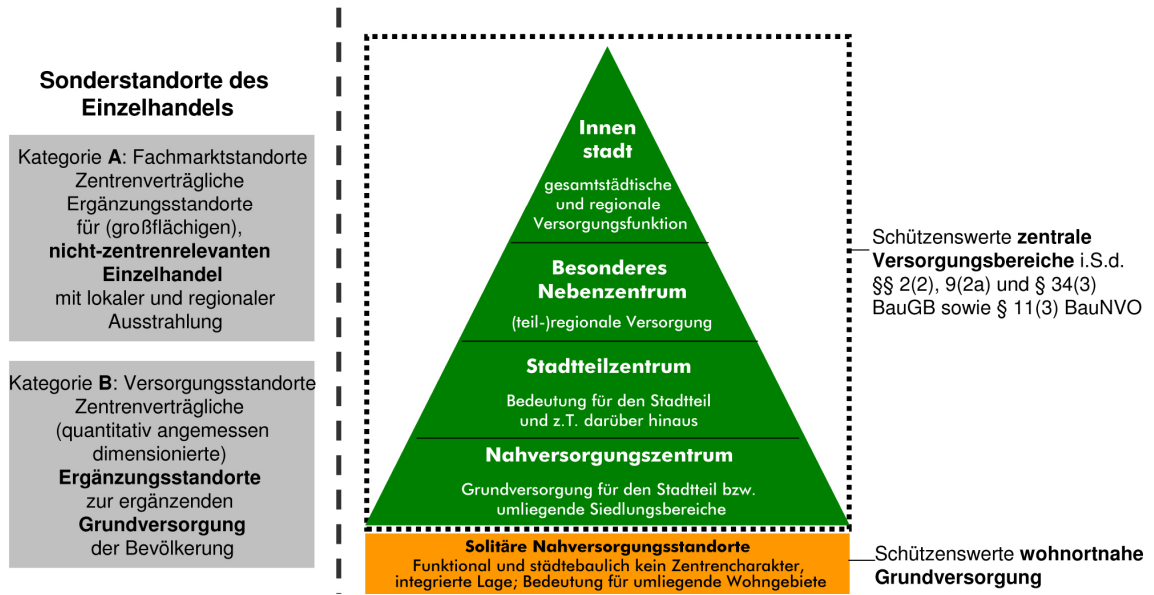 Sonderstandorte des
Einzelhandels
Kategorie A: Fachmarktstandorte
Zentrenverträgliche
Ergänzungsstandorte
für (großflächigen),
nicht-zentrenrelevanten
Einzelhandel
mit lokaler und regionaler
Ausstrahlung
Kategorie B: Versorgungsstandorte
Zentrenverträgliche
(quantitativ angemessen
dimensionierte)
Ergänzungsstandorte
zur ergänzenden
Grundversorgung
der Bevölkerung
Innen
stadt
gesamtstädtische
und regionale
Versorgungsfunktion
Besonderes
Nebenzentrum
(teil-)regionale Versorgung
Stadtteilzentrum
Bedeutung für den Stadtteil
und z.T. darüber hinaus
Nahversorgungszentrum
Grundversorgung für den Stadtteil bzw.
umliegende Siedlungsbereiche
Solitäre Nahversorgungsstandorte
Funktional und städtebaulich kein Zentrencharakter,
integrierte Lage; Bedeutung für umliegende Wohngebiete
Schützenswerte zentrale
Versorgungsbereiche i.S.d.
§§ 2(2), 9(2a) und § 34(3)
BauGB sowie § 11(3) BauNVO
Schützenswerte wohnortnahe
Grundversorgung